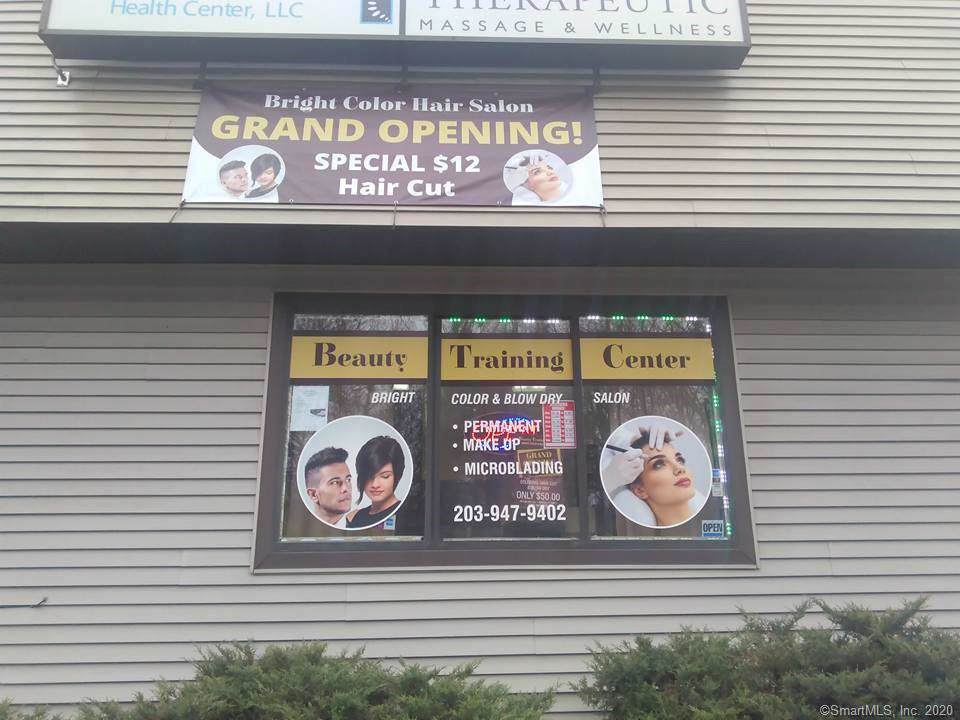 Health Center, LLC
THERAPEUTIC
MASSAGE & WELLNESS
Bright Color Hair Salon
GRAND OPENING!
SPECIAL $12
Hair Cut
Beauty Training Center
BRIGHT COLOR & BLOW DRY SALON
• PERMANENT
• MAKE UP
• MICROBLADING
OPEN
GRAND
ONLY $50.00
203-947-9402
OPEN
©SmartMLS, Inc. 2020